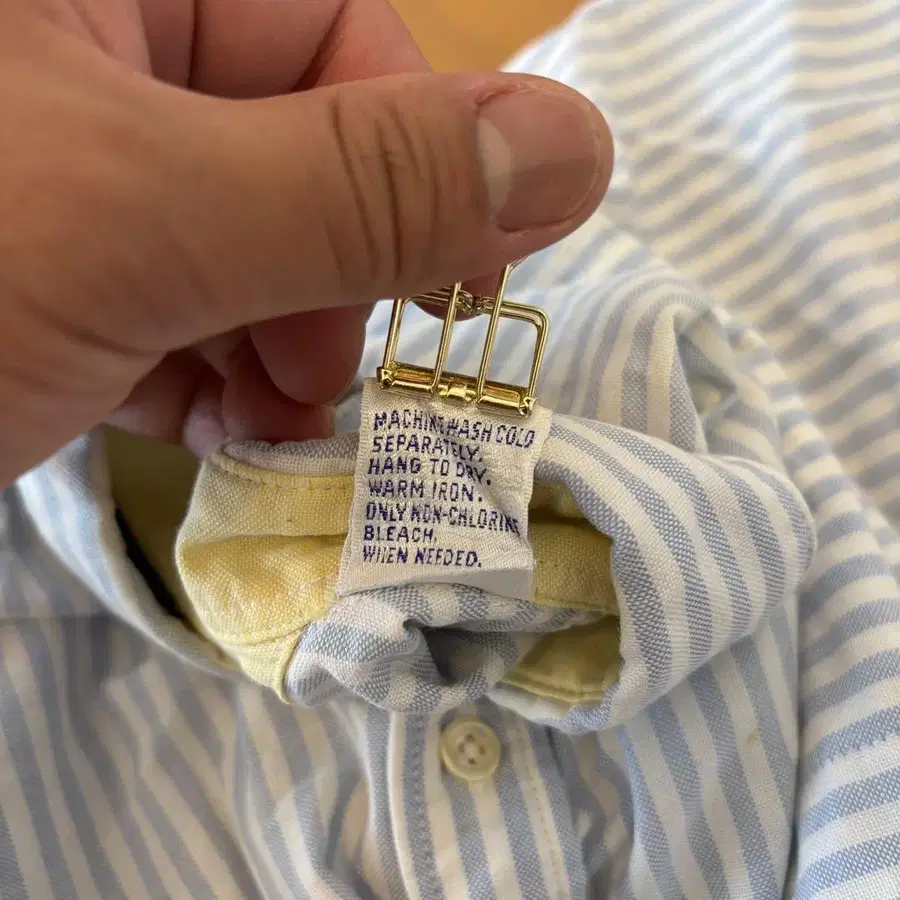 MACHINE WASH COLD
SEPARATELY.
HANG TO DRY.
WARM IRON.
ONLY NON-CHLORINE
BLEACH,
WHEN NEEDED.